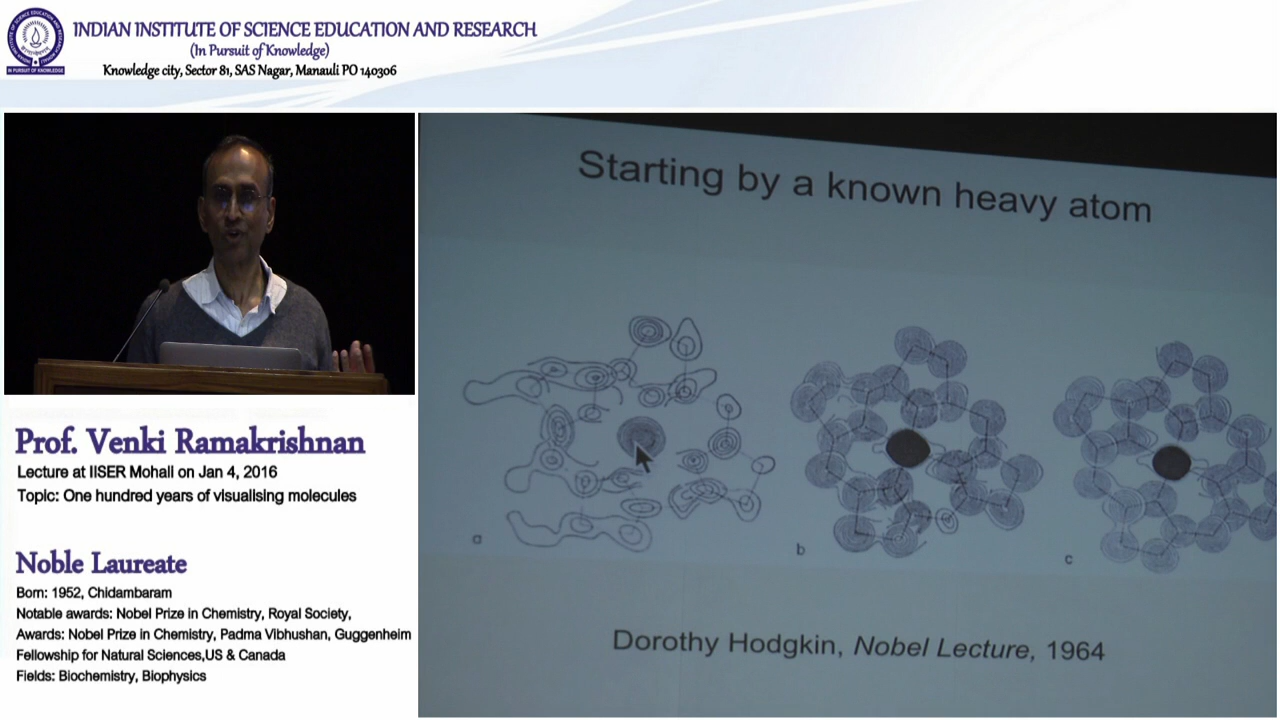 INDIAN INSTITUTE OF SCIENCE EDUCATION AND RESEARCH
(In Pursuit of Knowledge)
Knowledge city, Sector 81, SAS Nagar, Manauli PO 140306
IN PURSUIT OF KNOWLEDGE
Starting by a known heavy atom
a
b
c
Dorothy Hodgkin, Nobel Lecture, 1964
Prof. Venki Ramakrishnan
Lecture at IISER Mohali on Jan 4, 2016
Topic: One hundred years of visualising molecules
Noble Laureate
Born: 1952, Chidambaram
Notable awards: Nobel Prize in Chemistry, Royal Society,
Awards: Nobel Prize in Chemistry, Padma Vibhushan, Guggenheim
Fellowship for Natural Sciences,US & Canada
Fields: Biochemistry, Biophysics